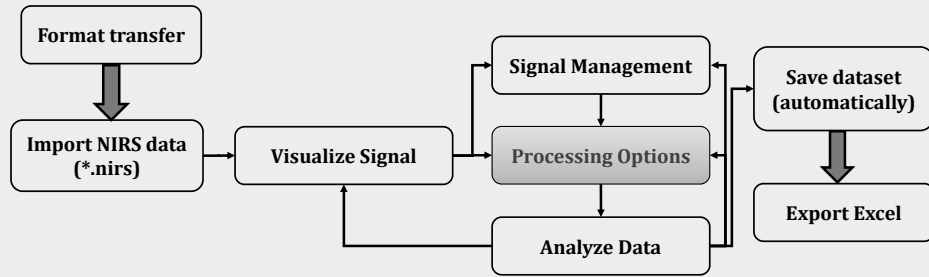 Format transfer
Import NIRS data
(*.nirs)
Visualize Signal
Signal Management
Processing Options
Analyze Data
Save dataset
(automatically)
Export Excel